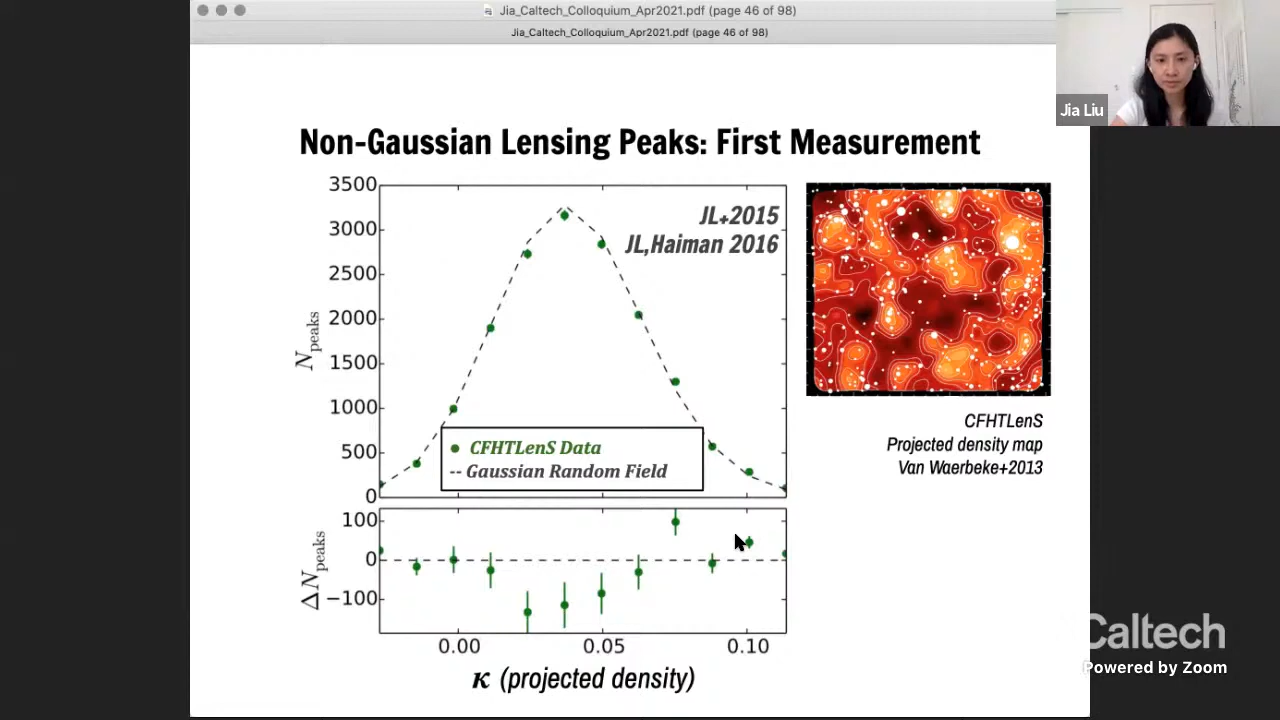 Jia_Caltech_Colloquium_Apr2021.pdf (page 46 of 98)
Jia_Caltech_Colloquium_Apr2021.pdf (page 46 of 98)
Jia Liu
Non-Gaussian Lensing Peaks: First Measurement
3500
3000
2500
2000
1500
1000
500
0
N_peaks
JL+2015
JL,Haiman 2016
CFHTLenS Data
-- Gaussian Random Field
CFHTLenS
Projected density map
Van Waerbeke+2013
100
0
−100
ΔN_peaks
0.00 0.05 0.10
κ (projected density)
Caltech
Powered by Zoom